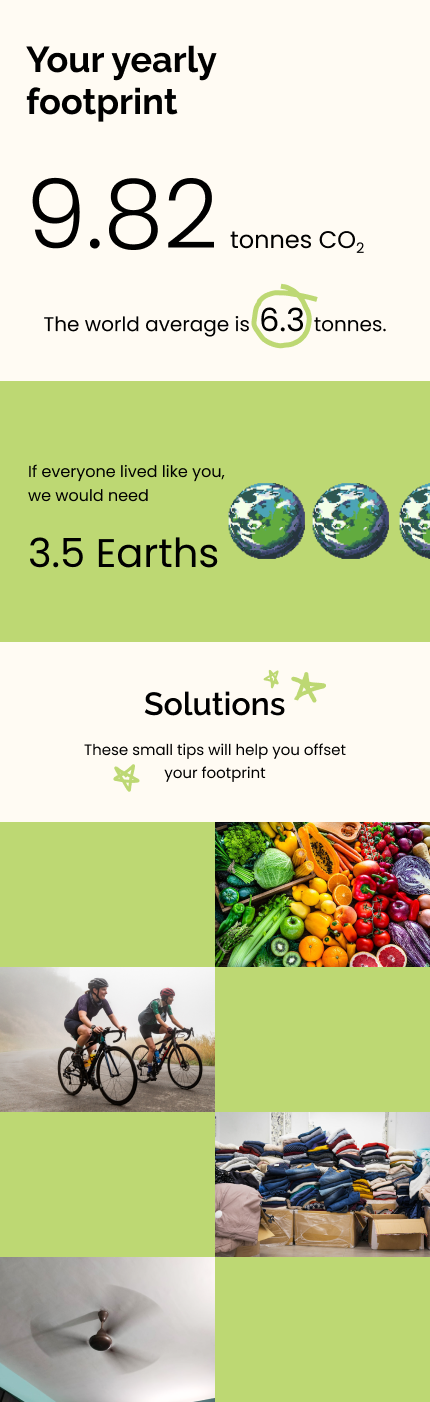 Your yearly
footprint
9.82 tonnes CO₂
The world average is 6.3 tonnes.
If everyone lived like you,
we would need
3.5 Earths
Solutions
These small tips will help you offset
your footprint